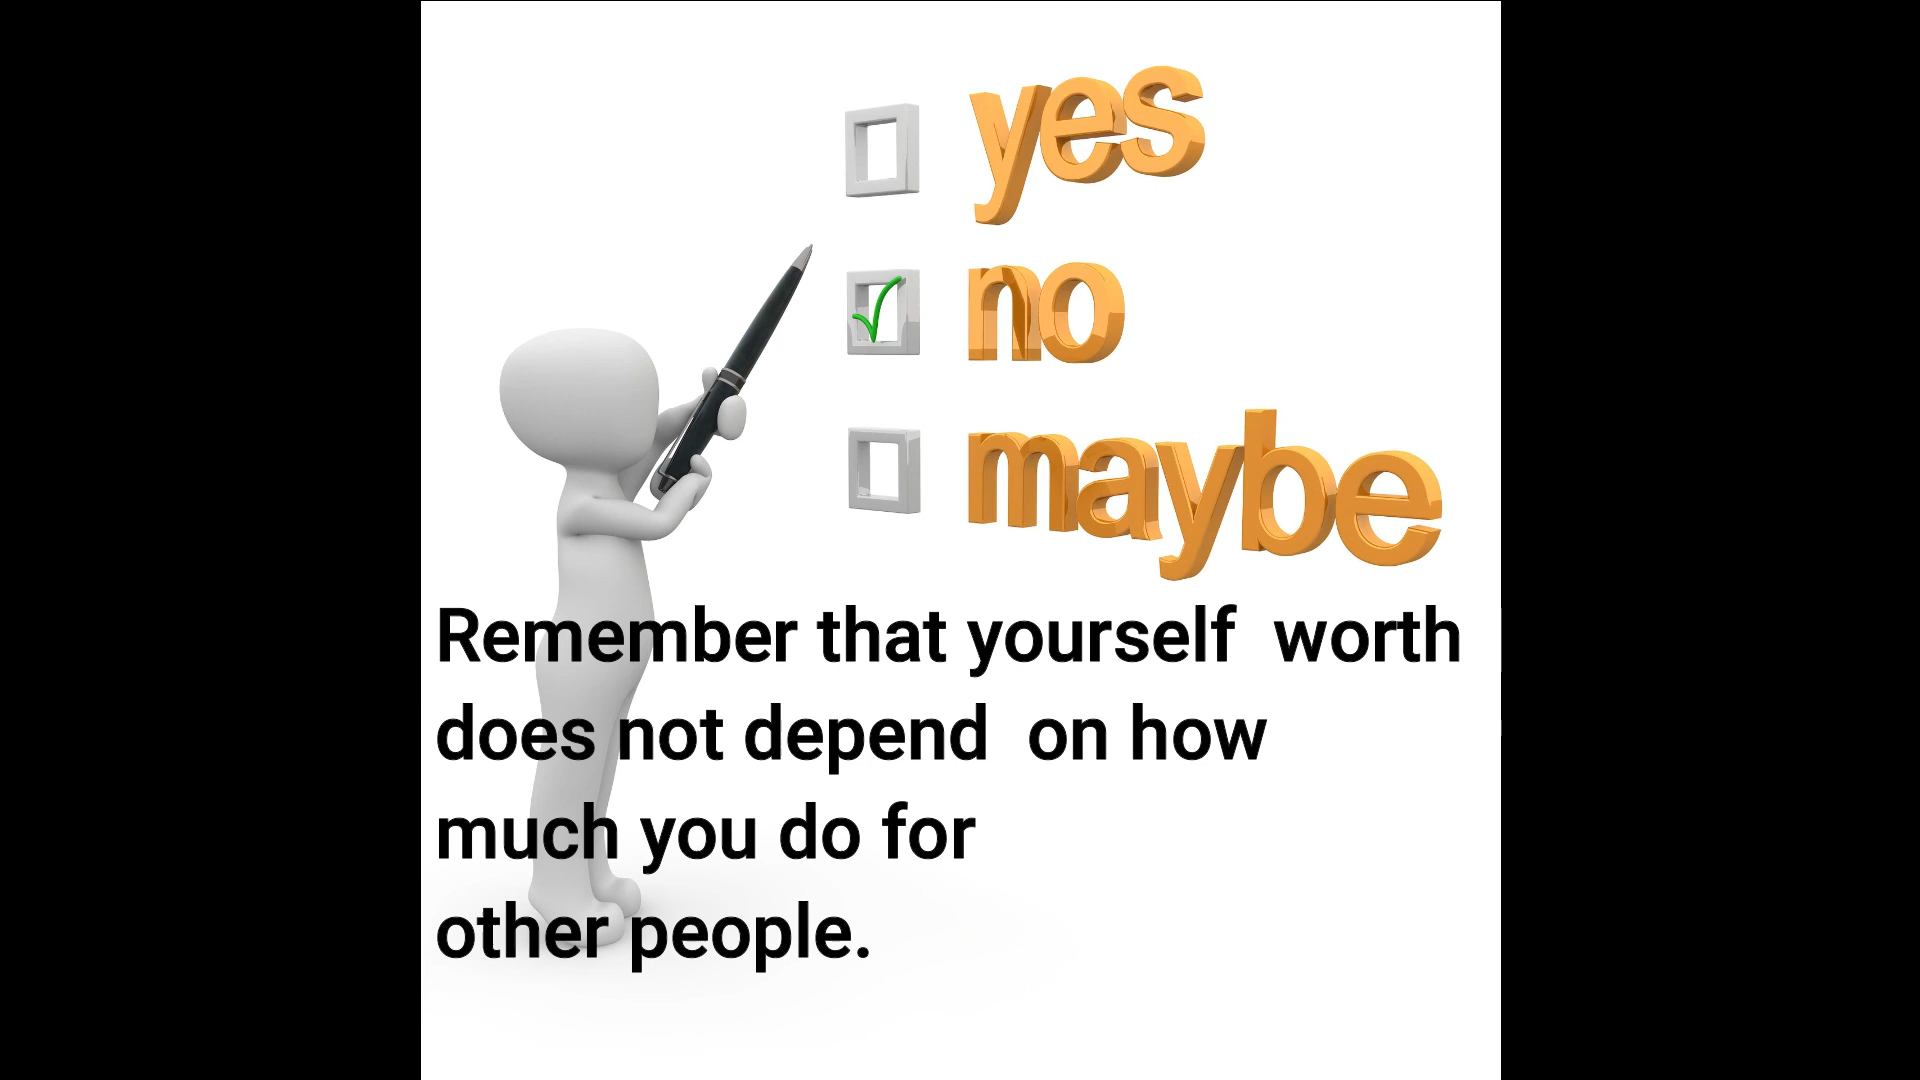 yes
no
maybe
Remember that yourself  worth
does not depend  on how
much you do for
other people.